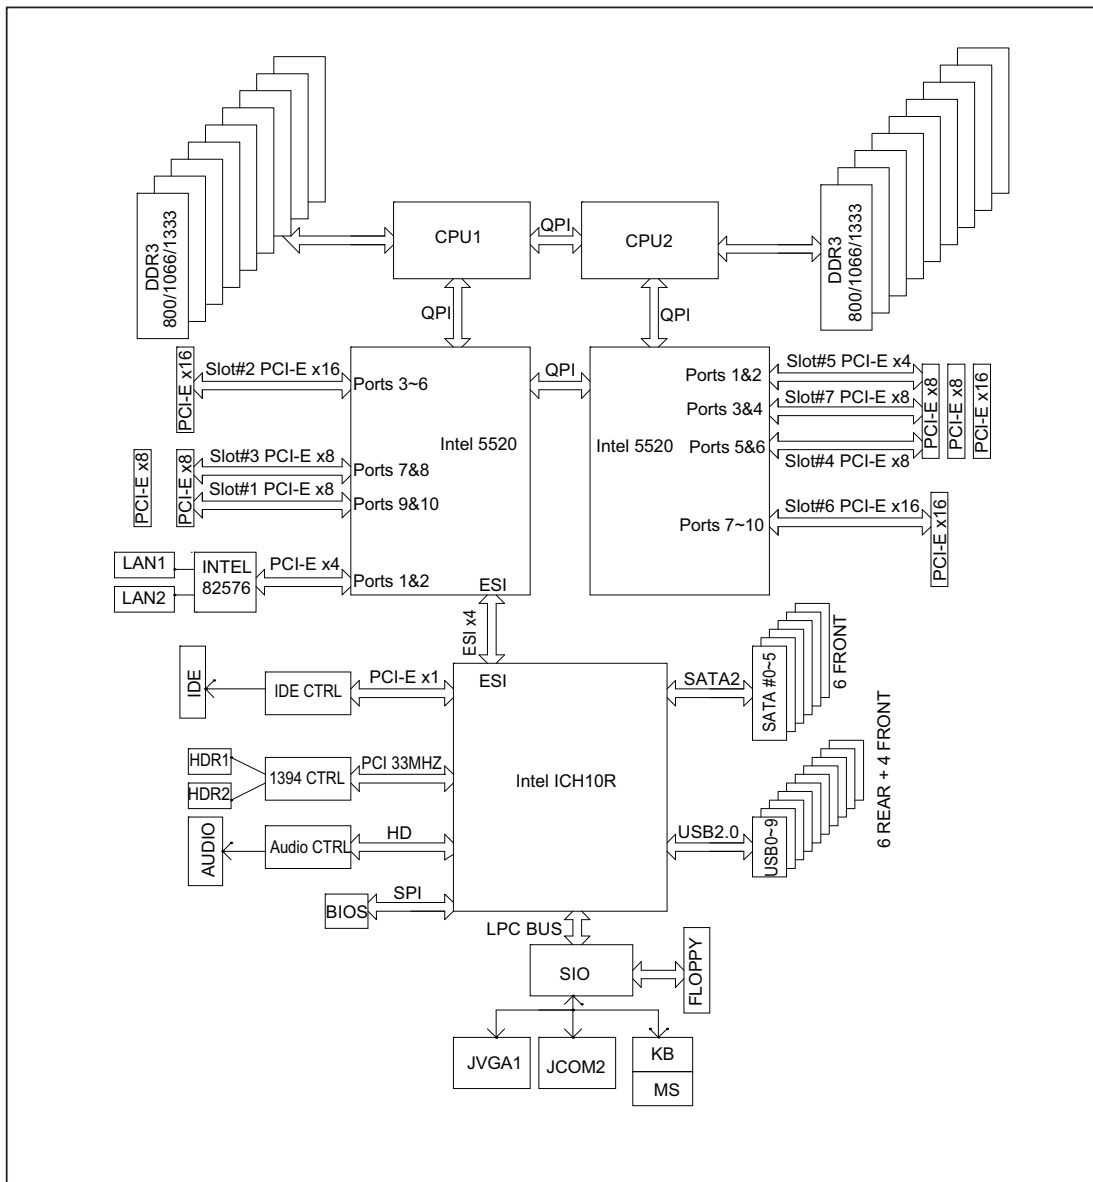 DDR3
800/1066/1333
CPU1
QPI
CPU2
DDR3
800/1066/1333
QPI
QPI
PCI-E x16
Slot#2 PCI-E x16
Ports 3~6
QPI
Ports 1&2
Slot#5 PCI-E x4
Ports 3&4
Slot#7 PCI-E x8
PCI-E x8
PCI-E x8
PCI-E x16
Intel 5520
Intel 5520
Ports 5&6
Slot#4 PCI-E x8
PCI-E x8
PCI-E x8
Slot#3 PCI-E x8
Ports 7&8
Slot#1 PCI-E x8
Ports 9&10
Ports 7~10
Slot#6 PCI-E x16
PCI-E x16
LAN1
LAN2
INTEL
82576
PCI-E x4
Ports 1&2
ESI
ESI x4
IDE
IDE CTRL
PCI-E x1
ESI
SATA2
SATA #0~5
6 FRONT
HDR1
HDR2
1394 CTRL
PCI 33MHZ
Intel ICH10R
AUDIO
Audio CTRL
HD
USB2.0
USB0~9
6 REAR + 4 FRONT
BIOS
SPI
LPC BUS
SIO
FLOPPY
JVGA1
JCOM2
KB
MS